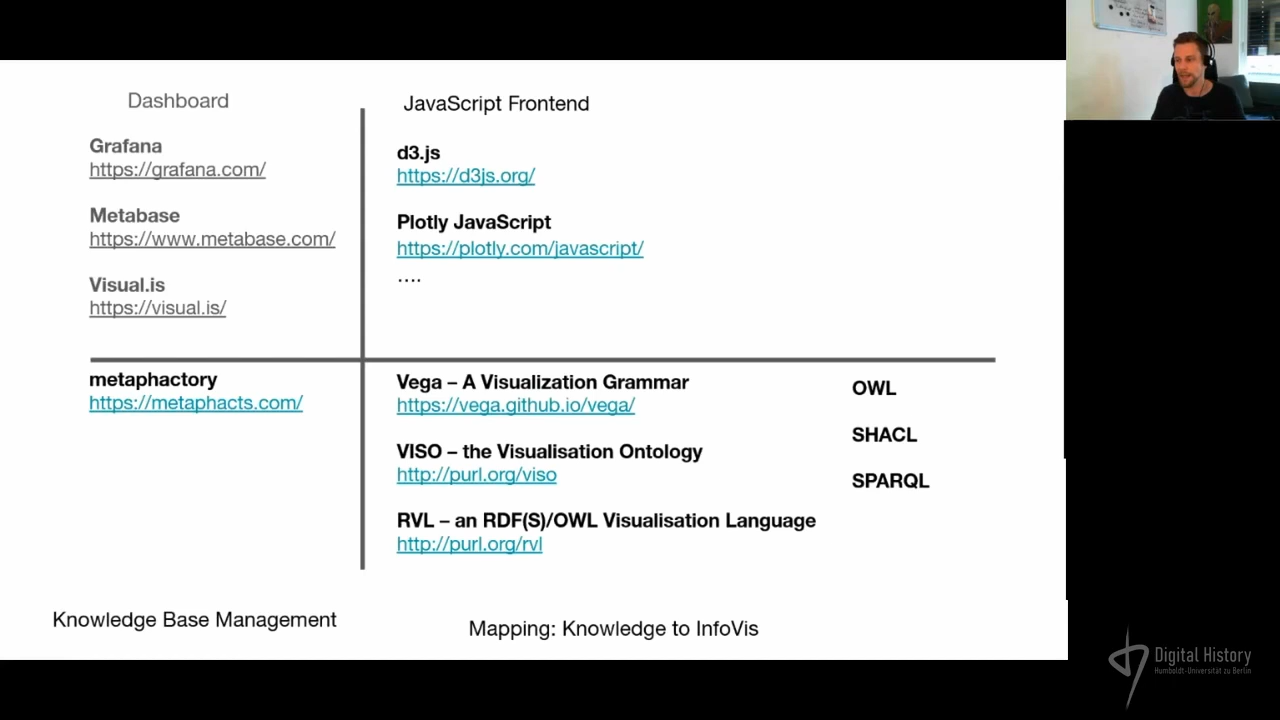 Dashboard
Grafana
https://grafana.com/
Metabase
https://www.metabase.com/
Visual.is
https://visual.is/
JavaScript Frontend
d3.js
https://d3js.org/
Plotly JavaScript
https://plotly.com/javascript/
....
metaphactory
https://metaphacts.com/
Knowledge Base Management
Vega – A Visualization Grammar
https://vega.github.io/vega/
VISO – the Visualisation Ontology
http://purl.org/viso
RVL – an RDF(S)/OWL Visualisation Language
http://purl.org/rvl
OWL
SHACL
SPARQL
Mapping: Knowledge to InfoVis
Digital History
Humboldt-Universität zu Berlin